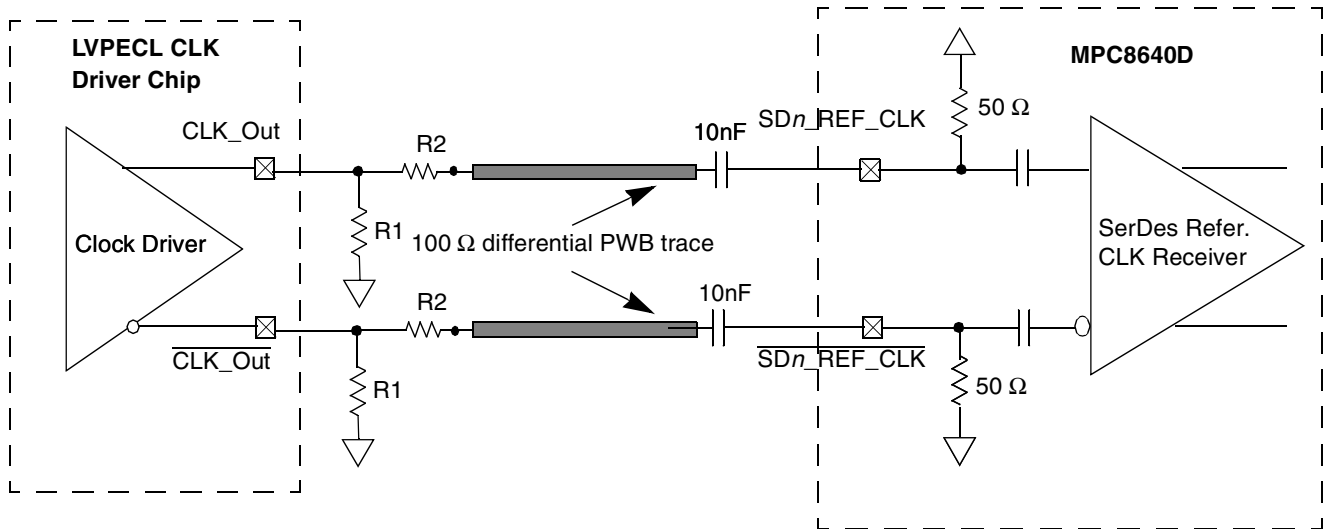 LVPECL CLK
Driver Chip
MPC8640D
CLK_Out
R2
10nF
SDn_REF_CLK
50 Ω
Clock Driver
R1
100 Ω differential PWB trace
SerDes Refer.
CLK Receiver
R2
10nF
CLK_Out
SDn_REF_CLK
R1
50 Ω